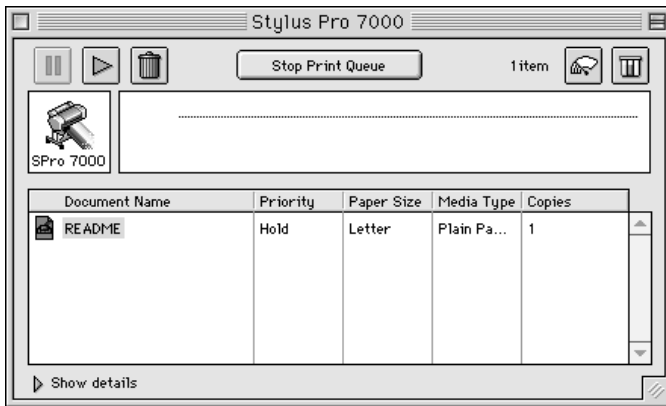 Stylus Pro 7000
Stop Print Queue
1 item
SPro 7000
Document Name Priority Paper Size Media Type Copies
README Hold Letter Plain Pa... 1
Show details